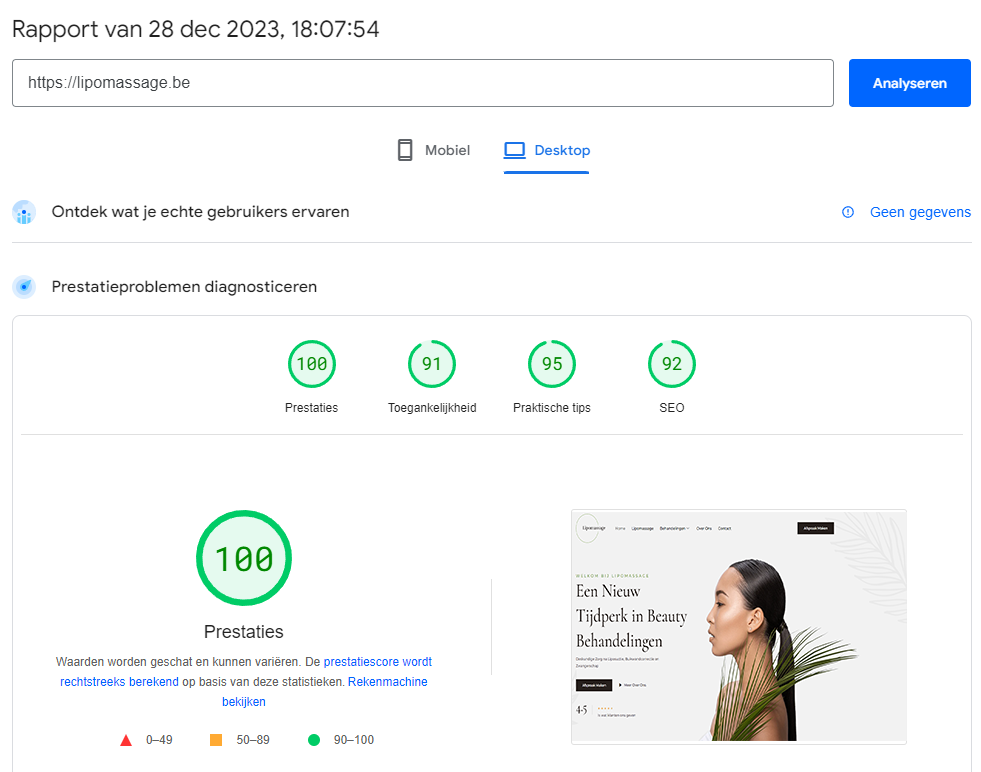 Rapport van 28 dec 2023, 18:07:54
https://lipomassage.be
Analyseren
Mobiel
Desktop
Ontdek wat je echte gebruikers ervaren
Geen gegevens
Prestatieproblemen diagnosticeren
100
91
95
92
Prestaties
Toegankelijkheid
Praktische tips
SEO
100
Prestaties
Waarden worden geschat en kunnen variëren. De prestatiescore wordt
rechtstreeks berekend op basis van deze statistieken. Rekenmachine
bekijken
0–49
50–89
90–100
Lipomassage
Home Lipomassage Behandelingen Over Ons Contact
Afspraak Maken
WELKOM BIJ LIPOMASSAGE
Een Nieuw
Tijdperk in Beauty
Behandelingen
Afspraak Maken
Meer Over Ons
4.5